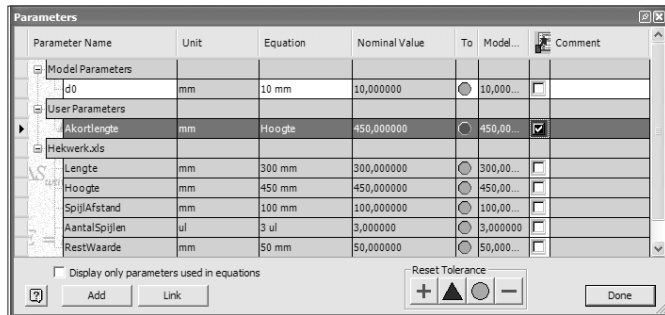 Parameters
Parameter Name Unit Equation Nominal Value To Model... Comment
Model Parameters
d0 mm 10 mm 10,000000 10,000...
User Parameters
Akortlengte mm Hoogte 450,000000 450,00...
Hekwerk.xls
Lengte mm 300 mm 300,000000 300,00...
Hoogte mm 450 mm 450,000000 450,00...
SpijlAfstand mm 100 mm 100,000000 100,00...
AantalSpijlen ul 3 ul 3,000000 3,000000
RestWaarde mm 50 mm 50,000000 50,000...
Display only parameters used in equations
Reset Tolerance
? Add Link + − Done